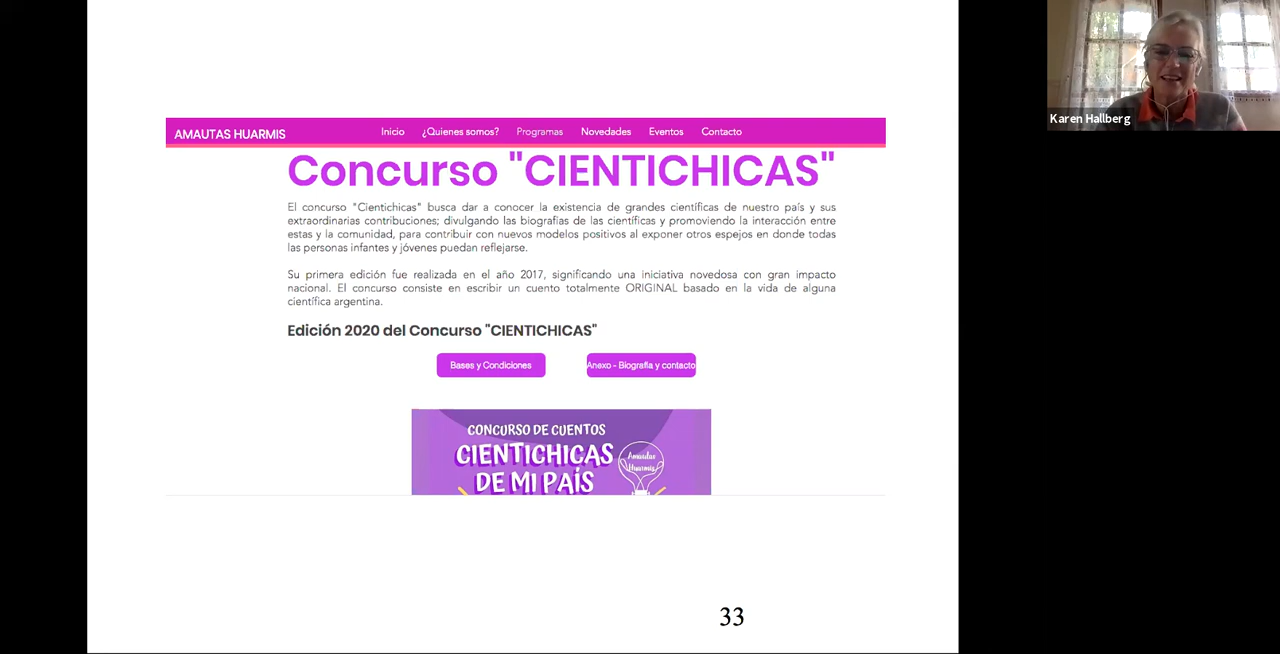 AMAUTAS HUARMIS
Inicio ¿Quienes somos? Programas Novedades Eventos Contacto
Concurso "CIENTICHICAS"
El concurso "Cientichicas" busca dar a conocer la existencia de grandes científicas de nuestro país y sus
extraordinarias contribuciones; divulgando las biografías de las científicas y promoviendo la interacción entre
estas y la comunidad, para contribuir con nuevos modelos positivos al exponer otros espejos en donde todas
las personas infantes y jóvenes puedan reflejarse.
Su primera edición fue realizada en el año 2017, significando una iniciativa novedosa con gran impacto
nacional. El concurso consiste en escribir un cuento totalmente ORIGINAL basado en la vida de alguna
científica argentina.
Edición 2020 del Concurso "CIENTICHICAS"
Bases y Condiciones
Anexo - Biografía y contacto
CONCURSO DE CUENTOS
CIENTICHICAS
DE MI PAÍS
Amautas
Huarmis
33
Karen Hallberg